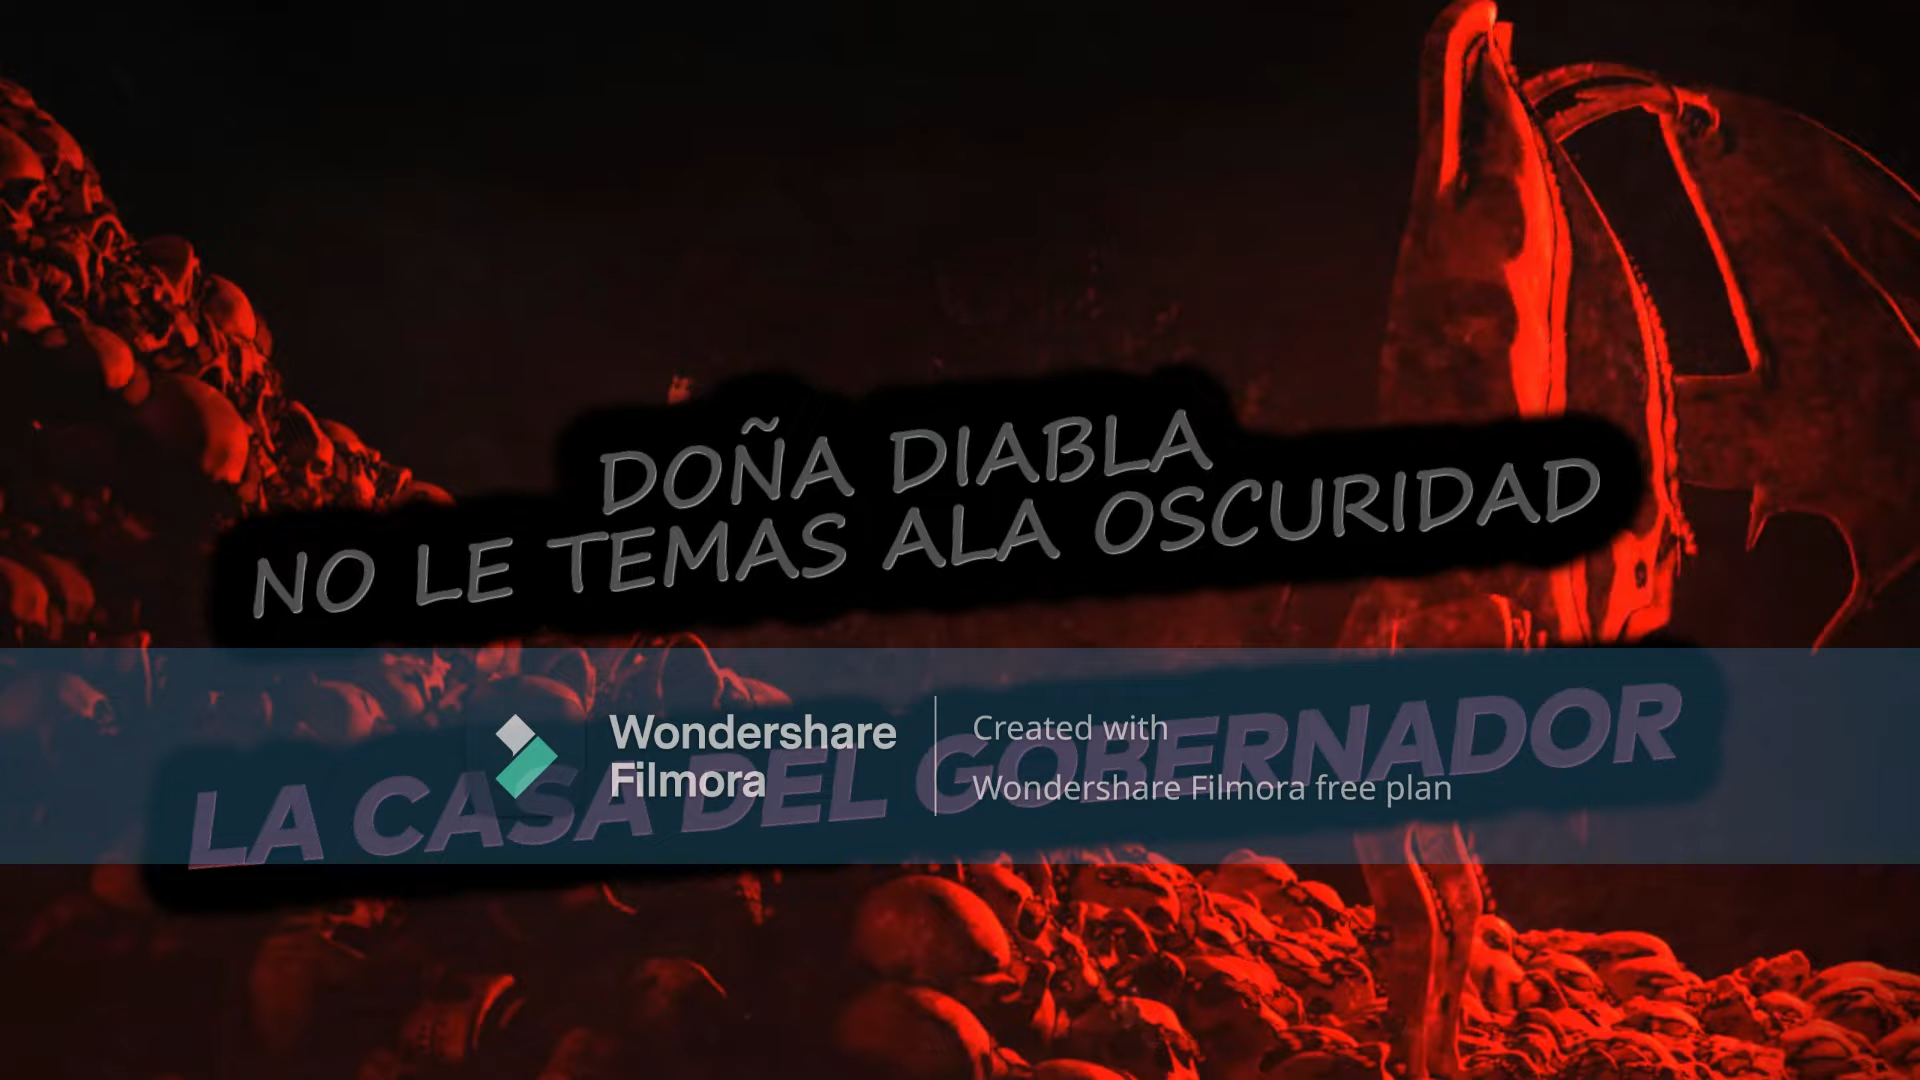 DOÑA DIABLA
NO LE TEMAS ALA OSCURIDAD
LA CASA DEL GOBERNADOR
Wondershare
Filmora
Created with
Wondershare Filmora free plan